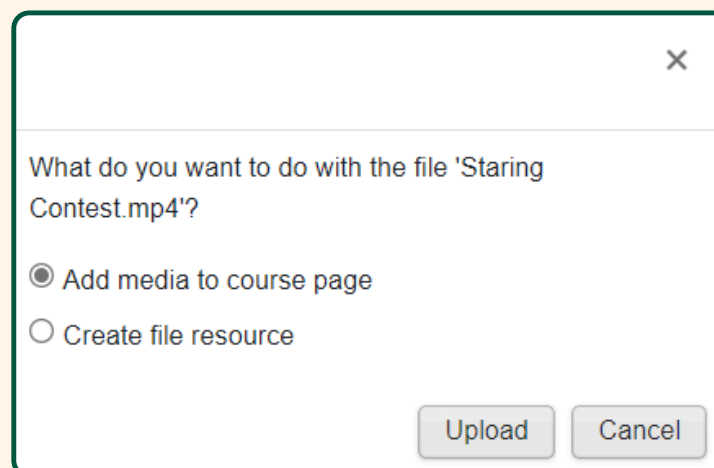 What do you want to do with the file 'Staring
Contest.mp4'?
Add media to course page
Create file resource
Upload Cancel